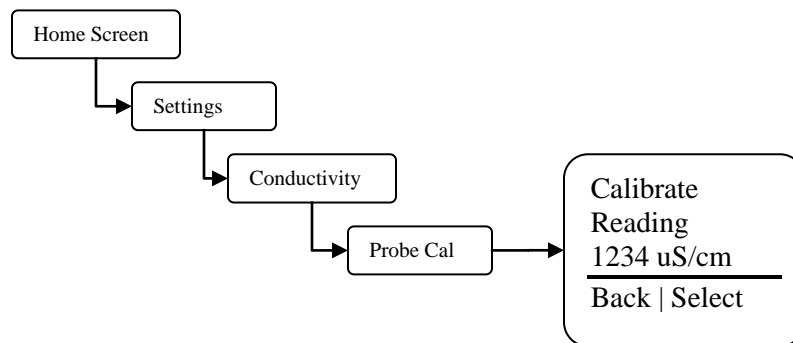 Home Screen
Settings
Conductivity
Probe Cal
Calibrate
Reading
1234 uS/cm
Back | Select